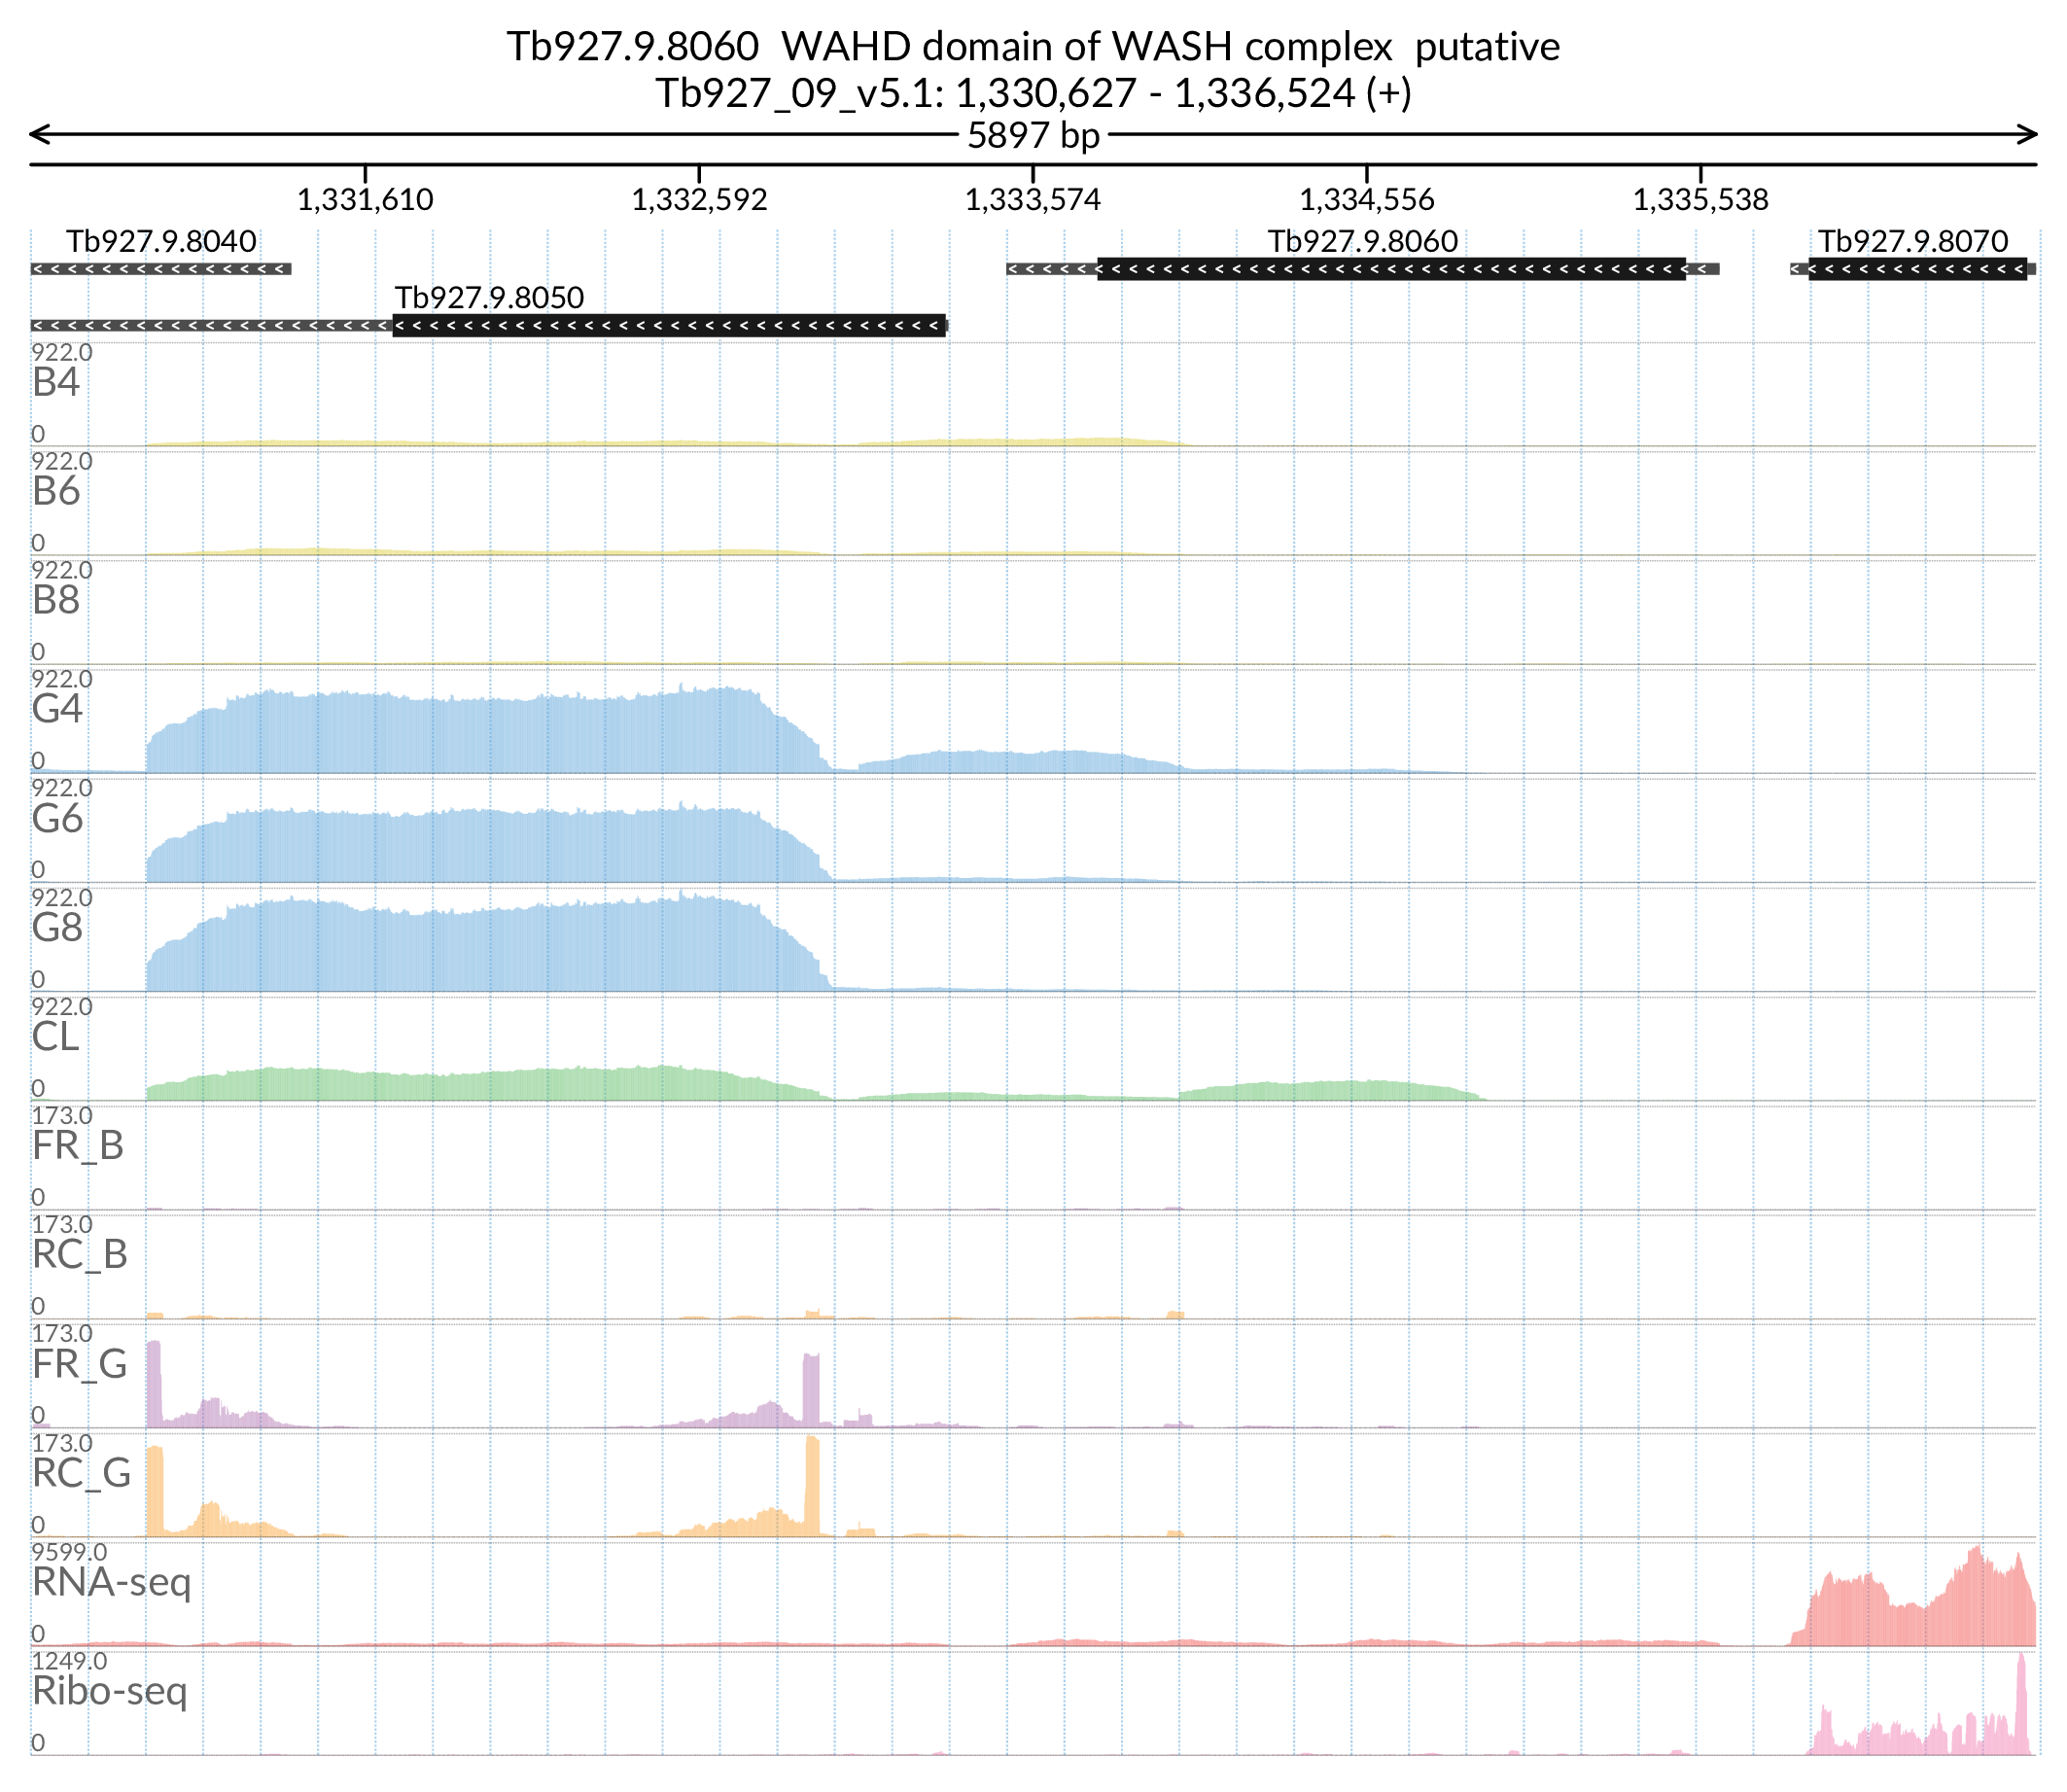 Tb927.9.8060  WAHD domain of WASH complex  putative
Tb927_09_v5.1: 1,330,627 - 1,336,524 (+)
5897 bp
1,331,610 1,332,592 1,333,574 1,334,556 1,335,538
Tb927.9.8040 Tb927.9.8060 Tb927.9.8070
Tb927.9.8050
922.0
B4
0
922.0
B6
0
922.0
B8
0
922.0
G4
0
922.0
G6
0
922.0
G8
0
922.0
CL
0
173.0
FR_B
0
173.0
RC_B
0
173.0
FR_G
0
173.0
RC_G
0
9599.0
RNA-seq
0
1249.0
Ribo-seq
0